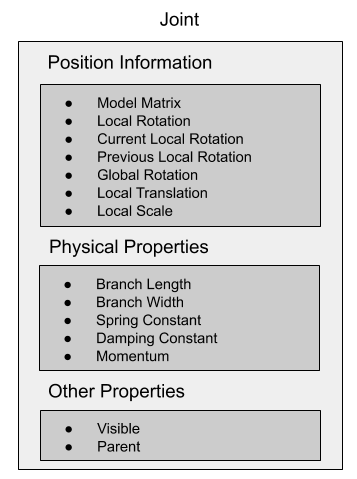 Joint
Position Information
● Model Matrix
● Local Rotation
● Current Local Rotation
● Previous Local Rotation
● Global Rotation
● Local Translation
● Local Scale
Physical Properties
● Branch Length
● Branch Width
● Spring Constant
● Damping Constant
● Momentum
Other Properties
● Visible
● Parent